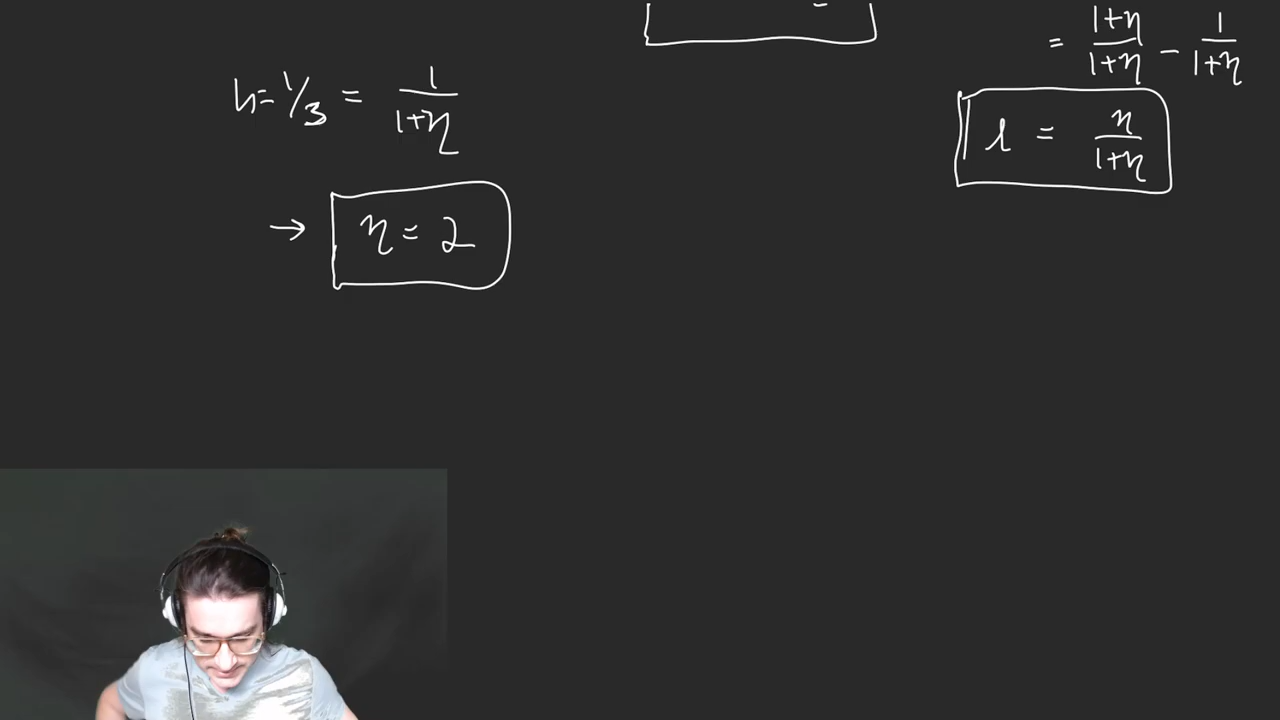 h = 1/3 = 1/(1+η)
→ η = 2
= (1+η)/(1+η) − 1/(1+η)
l = η/(1+η)